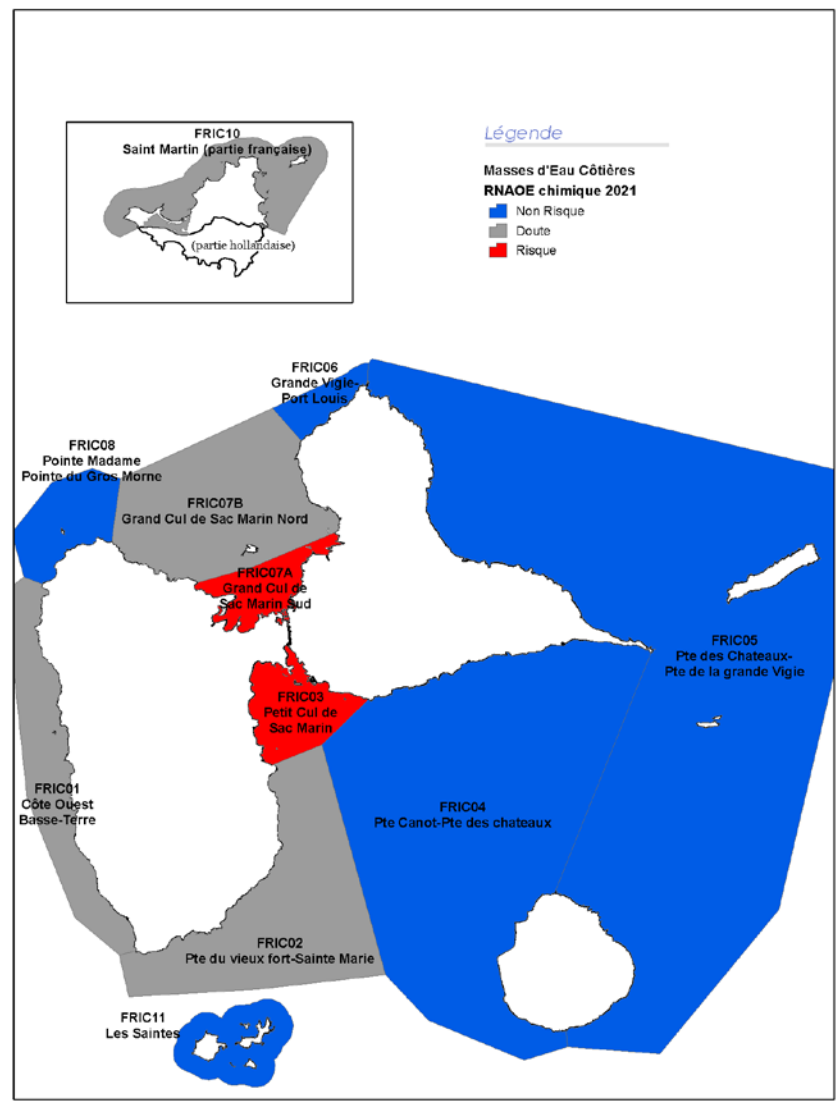 FRIC10
Saint Martin (partie française)
(partie hollandaise)
Légende
Masses d'Eau Côtières
RNAOE chimique 2021
Non Risque
Doute
Risque
FRIC06
Grande Vigie-
Port Louis
FRIC08
Pointe Madame
Pointe du Gros Morne
FRIC07B
Grand Cul de Sac Marin Nord
FRIC07A
Grand Cul de
Sac Marin Sud
FRIC05
Pte des Chateaux-
Pte de la grande Vigie
FRIC03
Petit Cul de
Sac Marin
FRIC01
Côte Ouest
Basse-Terre
FRIC04
Pte Canot-Pte des chateaux
FRIC02
Pte du vieux fort-Sainte Marie
FRIC11
Les Saintes